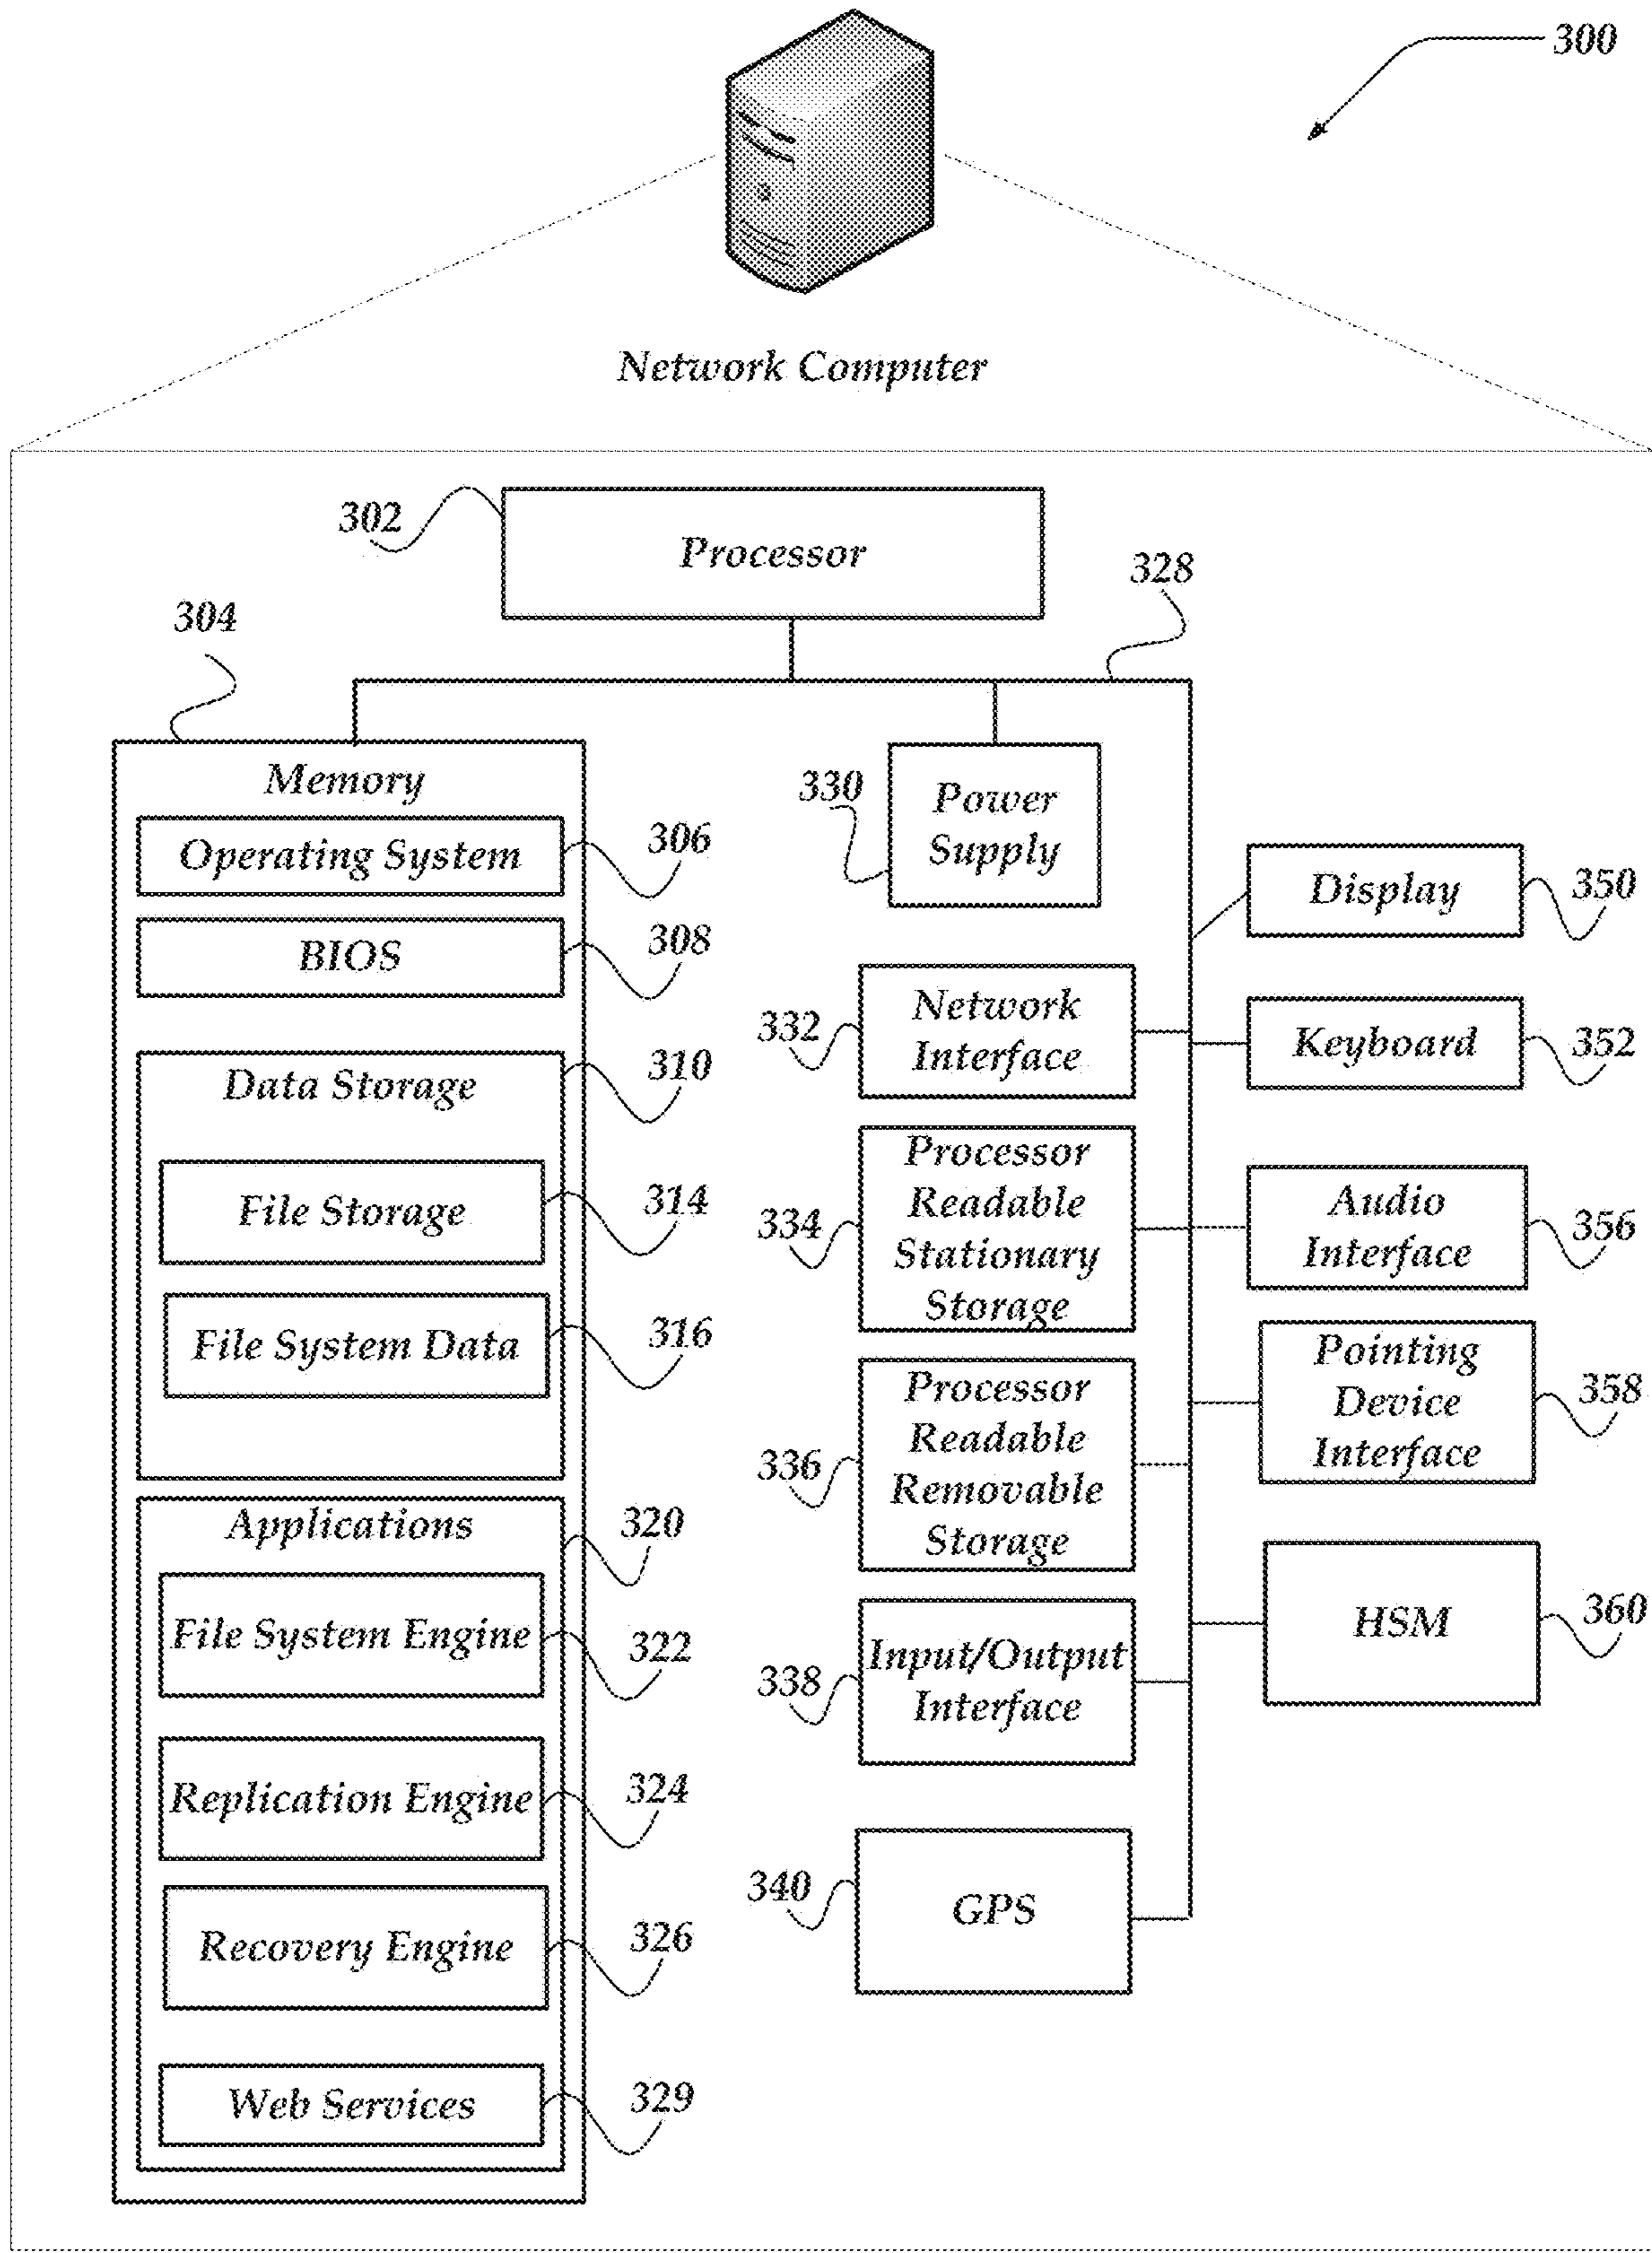 300
Network Computer
302
Processor
328
304
Memory
Operating System
306
BIOS
308
Data Storage
310
File Storage
314
File System Data
316
Applications
320
File System Engine
322
Replication Engine
324
Recovery Engine
326
Web Services
329
330
Power
Supply
332
Network
Interface
334
Processor
Readable
Stationary
Storage
336
Processor
Readable
Removable
Storage
338
Input/Output
Interface
340
GPS
Display
350
Keyboard
352
Audio
Interface
356
Pointing
Device
Interface
358
HSM
360